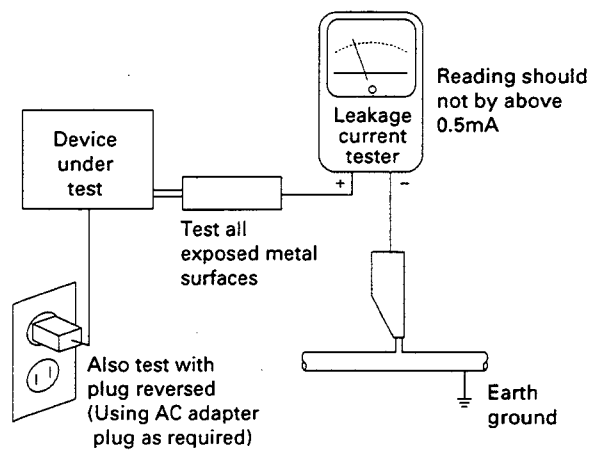 Reading should
not by above
0.5mA
Leakage
current
tester
+
−
Device
under
test
Test all
exposed metal
surfaces
Also test with
plug reversed
(Using AC adapter
plug as required)
Earth
ground